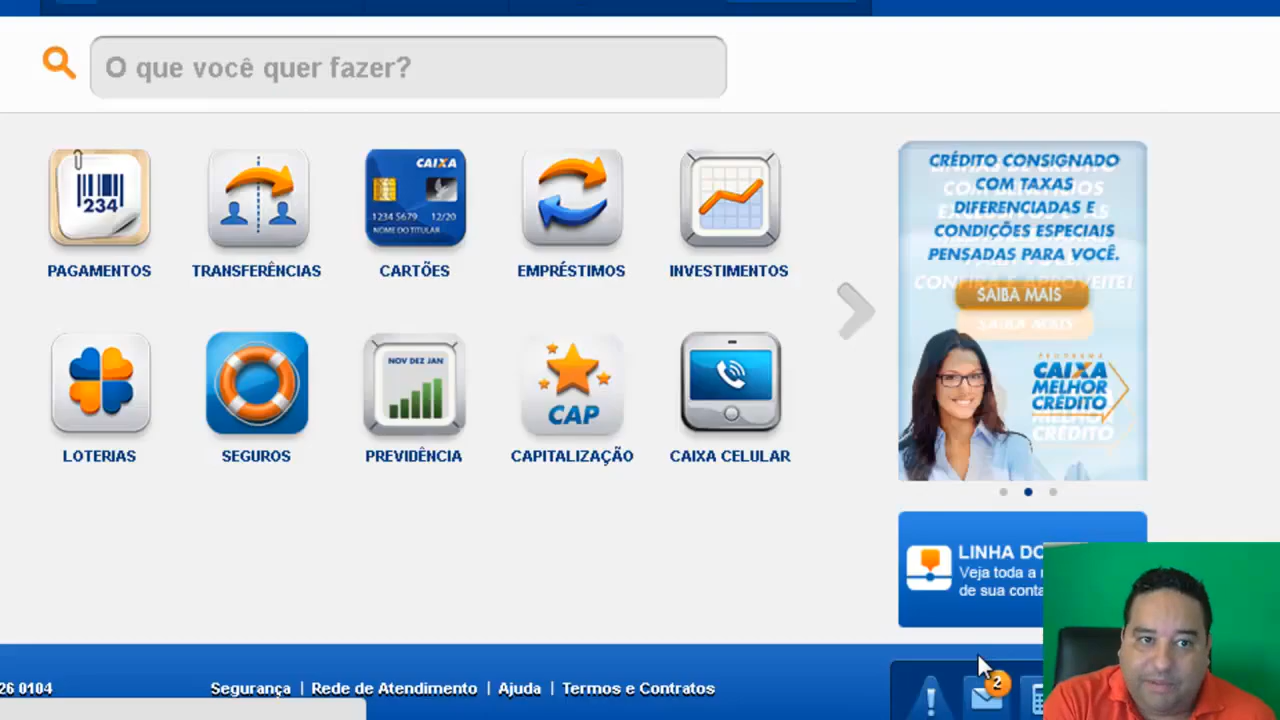 O que você quer fazer?
234
CAIXA
1234 5679 12/20
NOME DO TITULAR
PAGAMENTOS
TRANSFERÊNCIAS
CARTÕES
EMPRÉSTIMOS
INVESTIMENTOS
NOV DEZ JAN
CAP
LOTERIAS
SEGUROS
PREVIDÊNCIA
CAPITALIZAÇÃO
CAIXA CELULAR
CRÉDITO CONSIGNADO
COM TAXAS
DIFERENCIADAS E
CONDIÇÕES ESPECIAIS
PENSADAS PARA VOCÊ.
SAIBA MAIS
PROGRAMA
CAIXA
MELHOR
CRÉDITO
LINHA DO
Veja toda a
de sua conta
26 0104
Segurança | Rede de Atendimento | Ajuda | Termos e Contratos
2